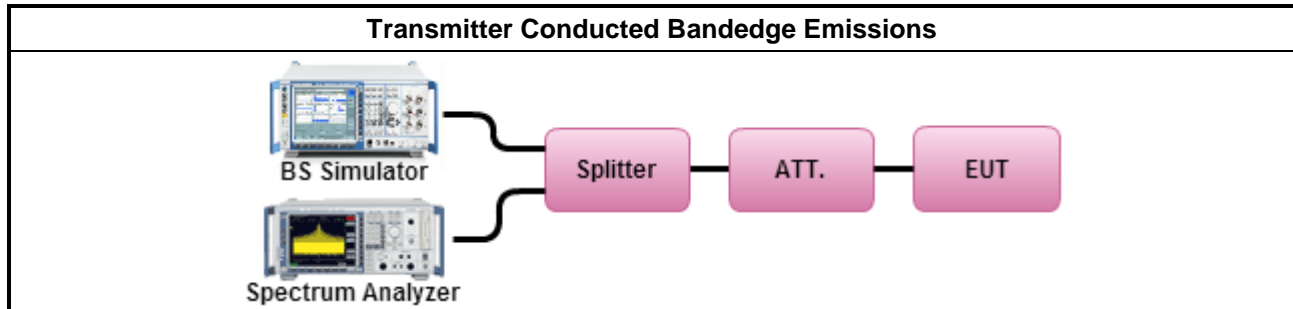 Transmitter Conducted Bandedge Emissions
BS Simulator
Splitter
ATT.
EUT
Spectrum Analyzer